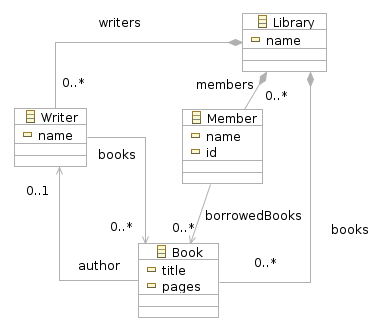 writers
Library
name
members
0..*
0..*
Writer
name
Member
name
id
books
0..1
borrowedBooks
0..*
0..*
books
Book
title
pages
author
0..*